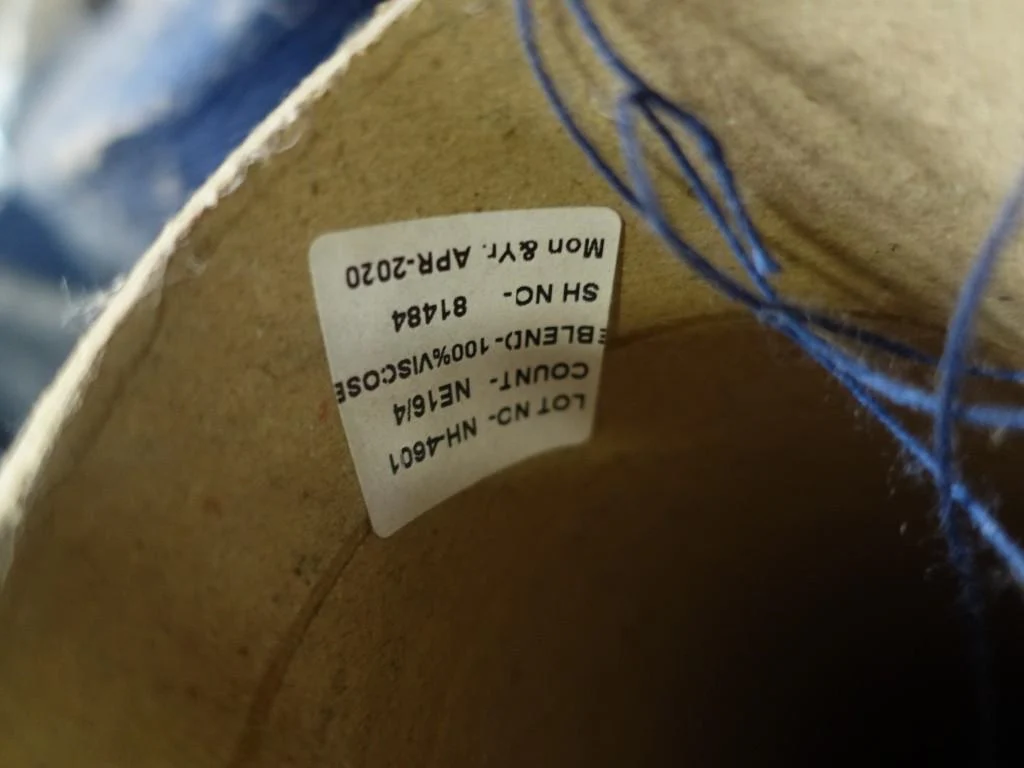 LOT NO- NH-4601
COUNT- NE16/4
BLEND-100%VISCOSE
SH NO- 81484
Mon &Yr. APR-2020